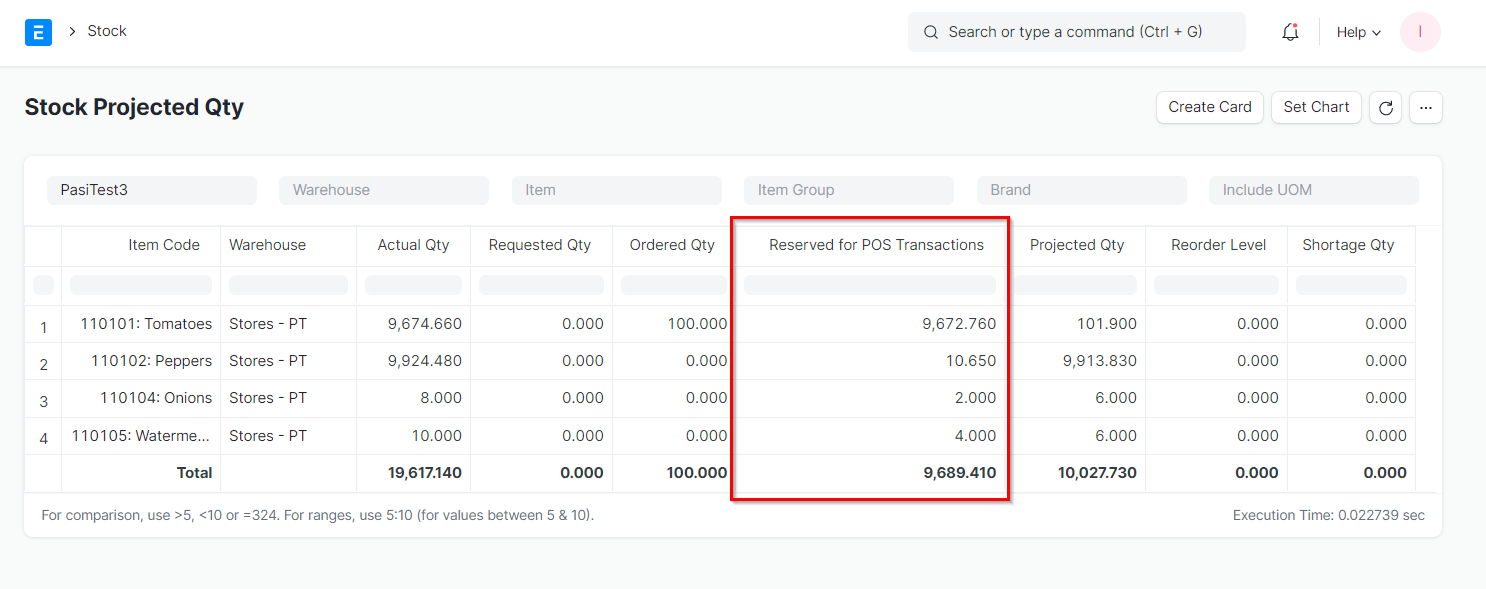 E > Stock Search or type a command (Ctrl + G) Help I
Stock Projected Qty Create Card Set Chart ...
PasiTest3 Warehouse Item Item Group Brand Include UOM
Item Code Warehouse Actual Qty Requested Qty Ordered Qty Reserved for POS Transactions Projected Qty Reorder Level Shortage Qty
1 110101: Tomatoes Stores - PT 9,674.660 0.000 100.000 9,672.760 101.900 0.000 0.000
2 110102: Peppers Stores - PT 9,924.480 0.000 0.000 10.650 9,913.830 0.000 0.000
3 110104: Onions Stores - PT 8.000 0.000 0.000 2.000 6.000 0.000 0.000
4 110105: Waterme... Stores - PT 10.000 0.000 0.000 4.000 6.000 0.000 0.000
Total 19,617.140 0.000 100.000 9,689.410 10,027.730 0.000 0.000
For comparison, use >5, <10 or =324. For ranges, use 5:10 (for values between 5 & 10). Execution Time: 0.022739 sec